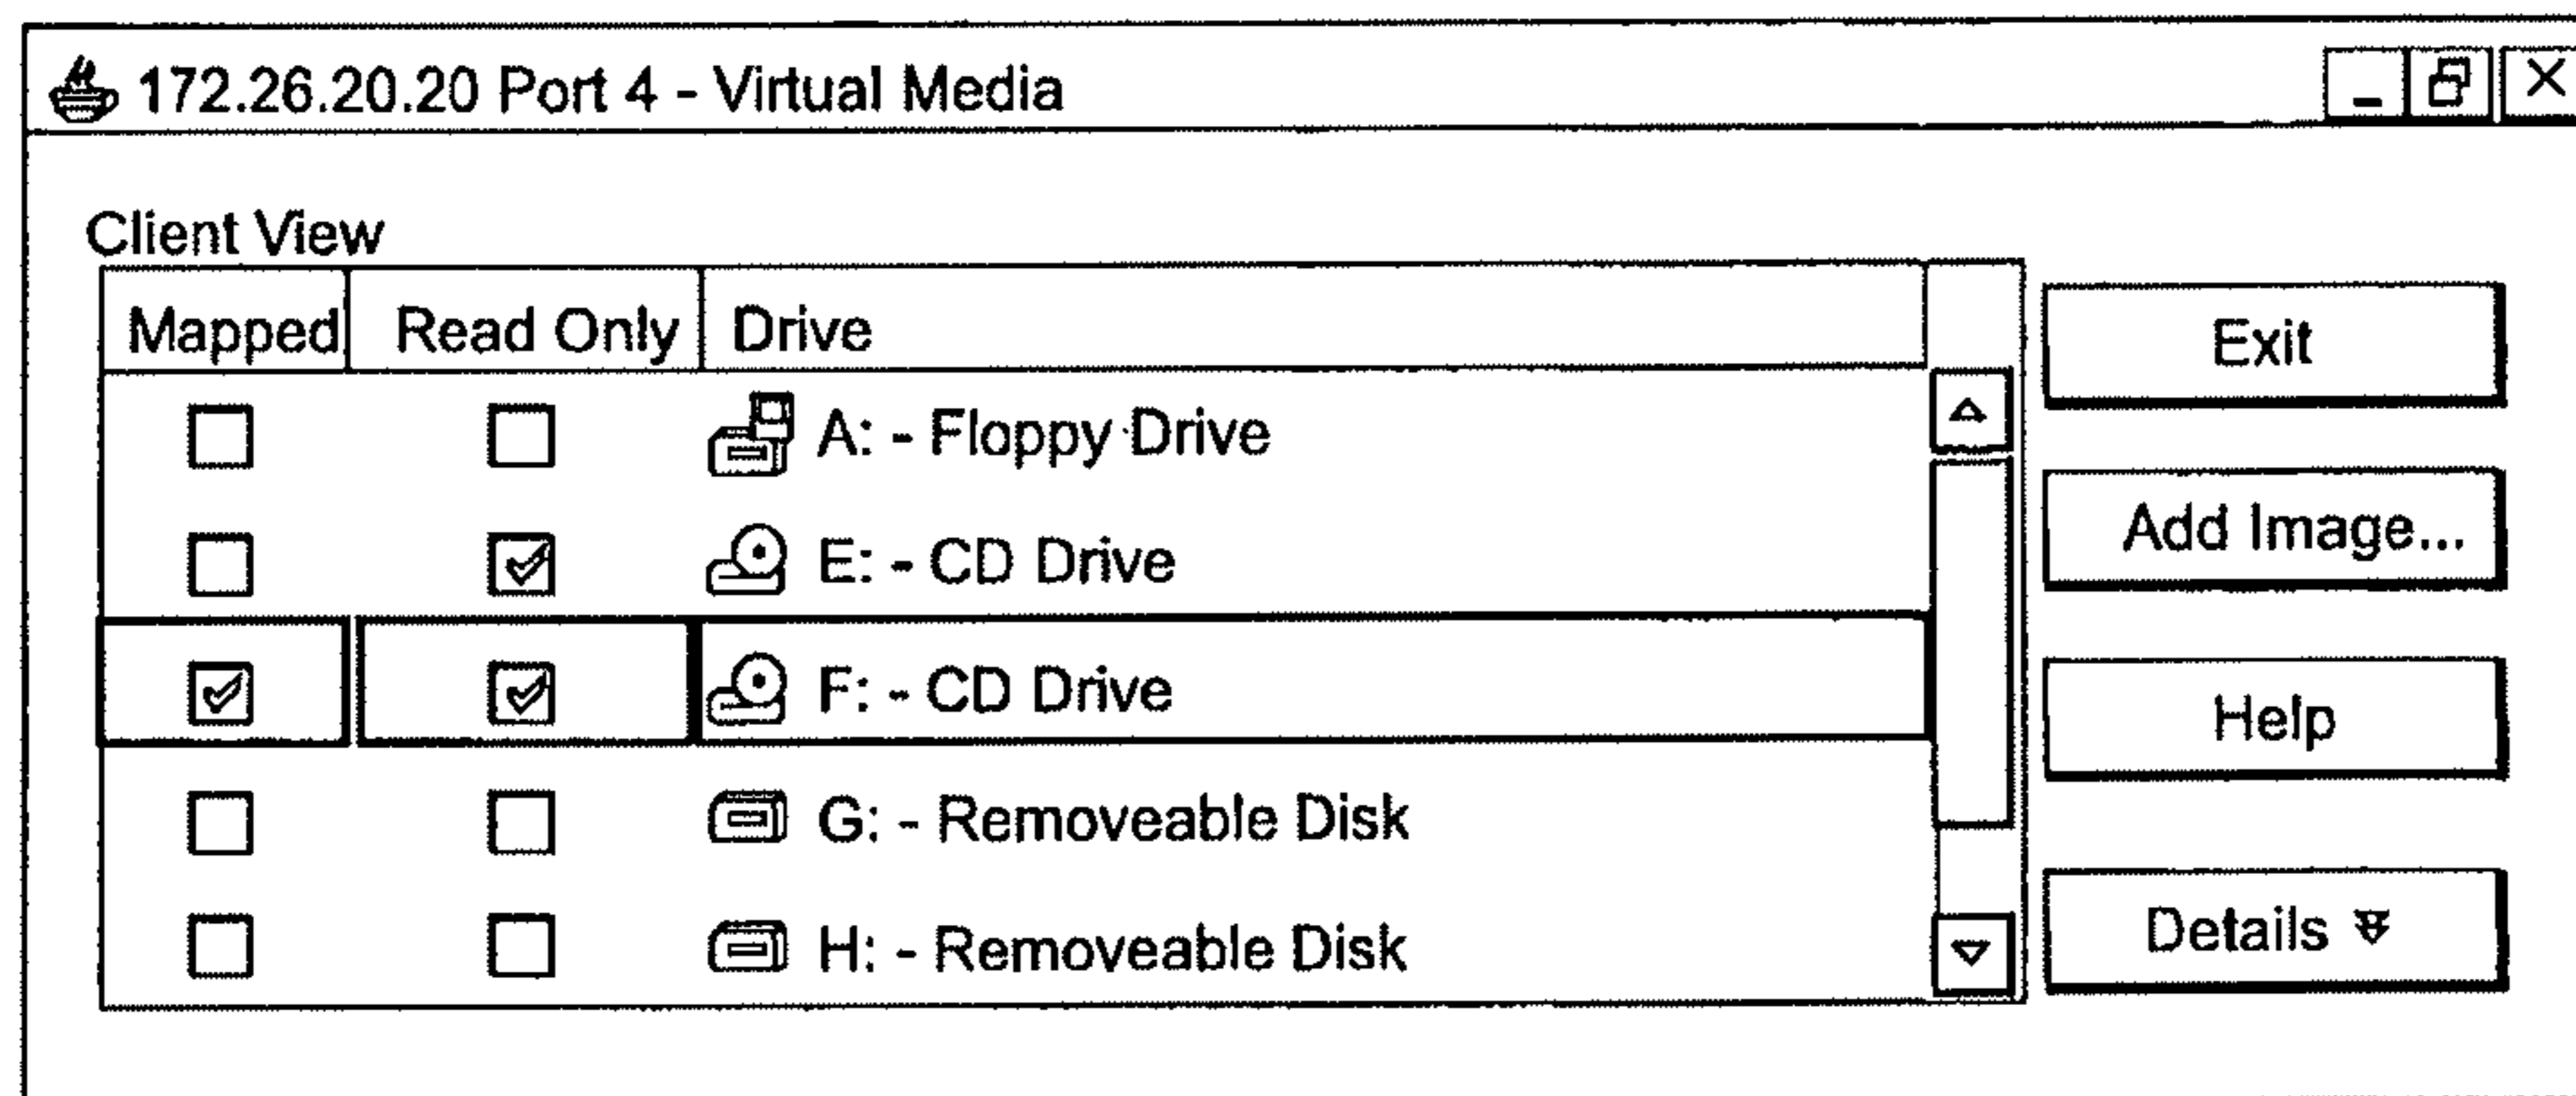 172.26.20.20 Port 4 - Virtual Media
Client View
Mapped Read Only Drive
A: - Floppy Drive
E: - CD Drive
F: - CD Drive
G: - Removeable Disk
H: - Removeable Disk
Exit
Add Image...
Help
Details